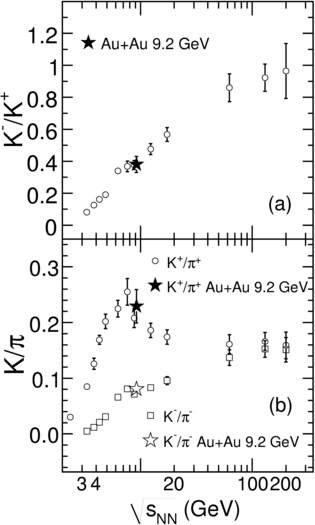 1.2
1
0.8
0.6
0.4
0.2
0
K⁻/K⁺
★ Au+Au 9.2 GeV
(a)
0.3
0.2
0.1
0.0
K/π
○ K⁺/π⁺
★ K⁺/π⁺ Au+Au 9.2 GeV
□ K⁻/π⁻
☆ K⁻/π⁻ Au+Au 9.2 GeV
(b)
3 4 10 20 100 200
√sNN (GeV)